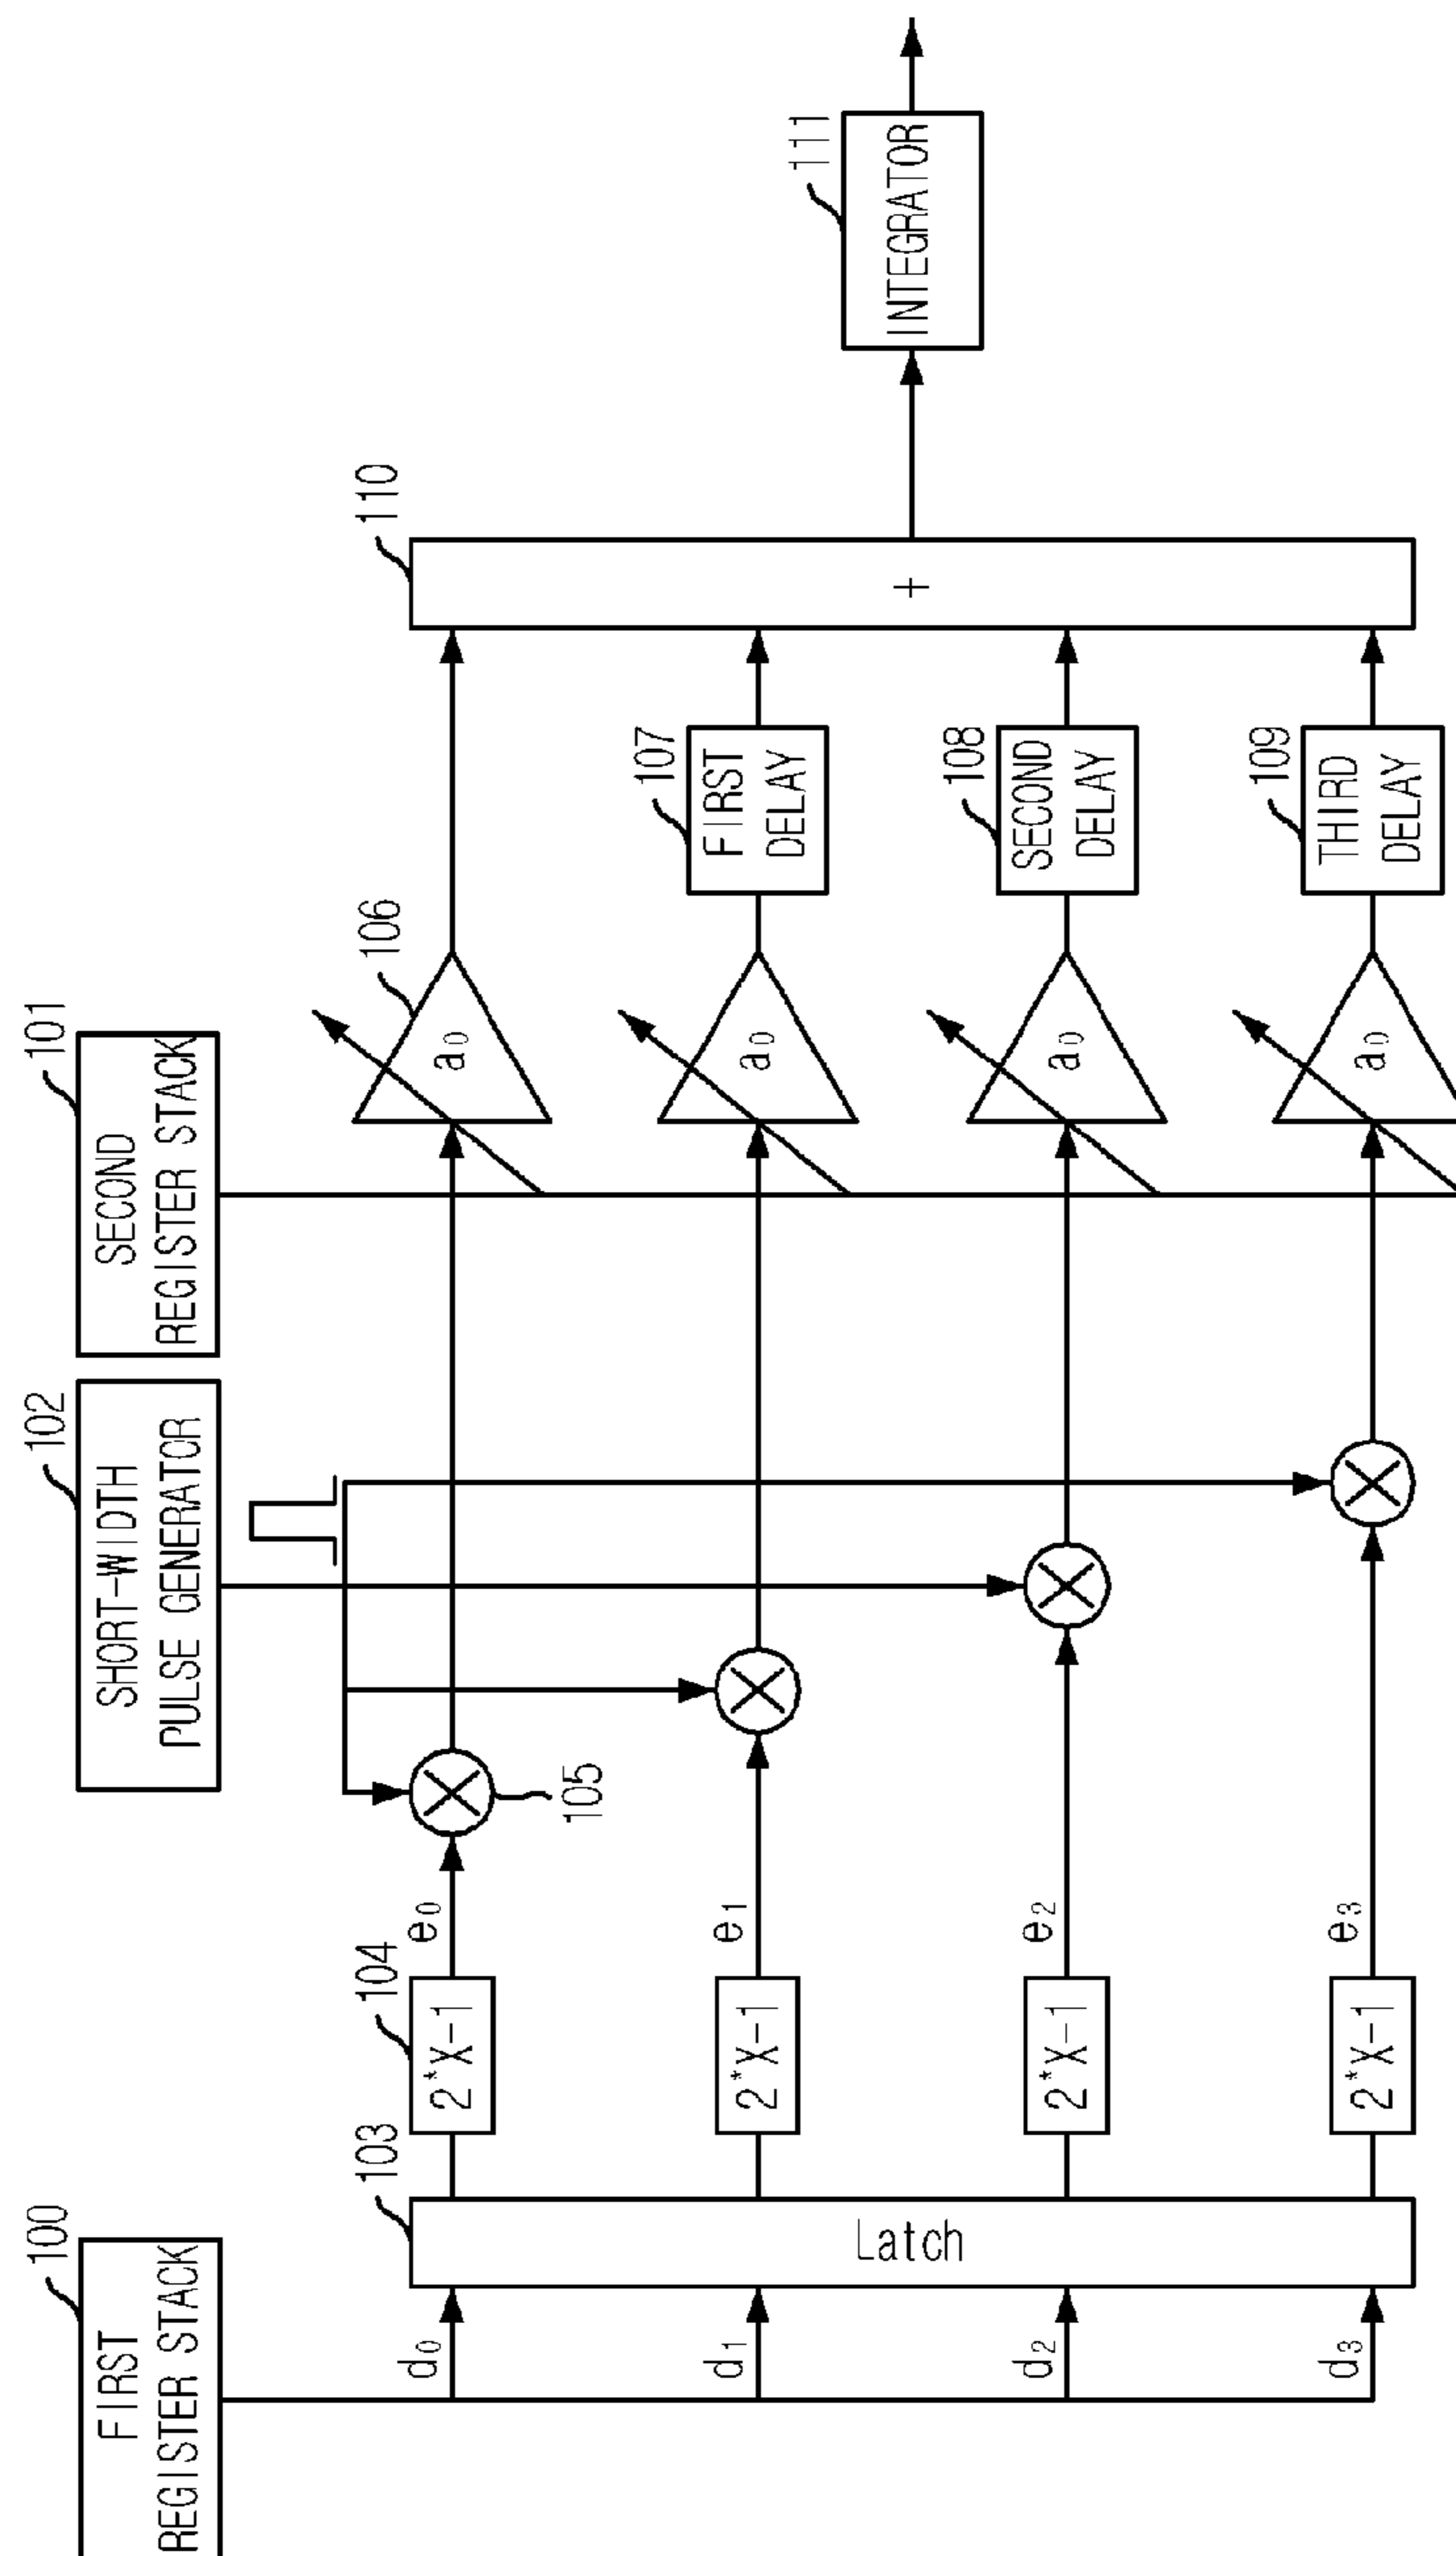 100
FIRST
REGISTER STACK
102
SHORT-WIDTH
PULSE GENERATOR
101
SECOND
REGISTER STACK
d0
103
Latch
104
2*X-1
e0
105
106
a0
110
+
111
INTEGRATOR
d1
2*X-1
e1
a0
107
FIRST
DELAY
d2
2*X-1
e2
a0
108
SECOND
DELAY
d3
2*X-1
e3
a0
109
THIRD
DELAY